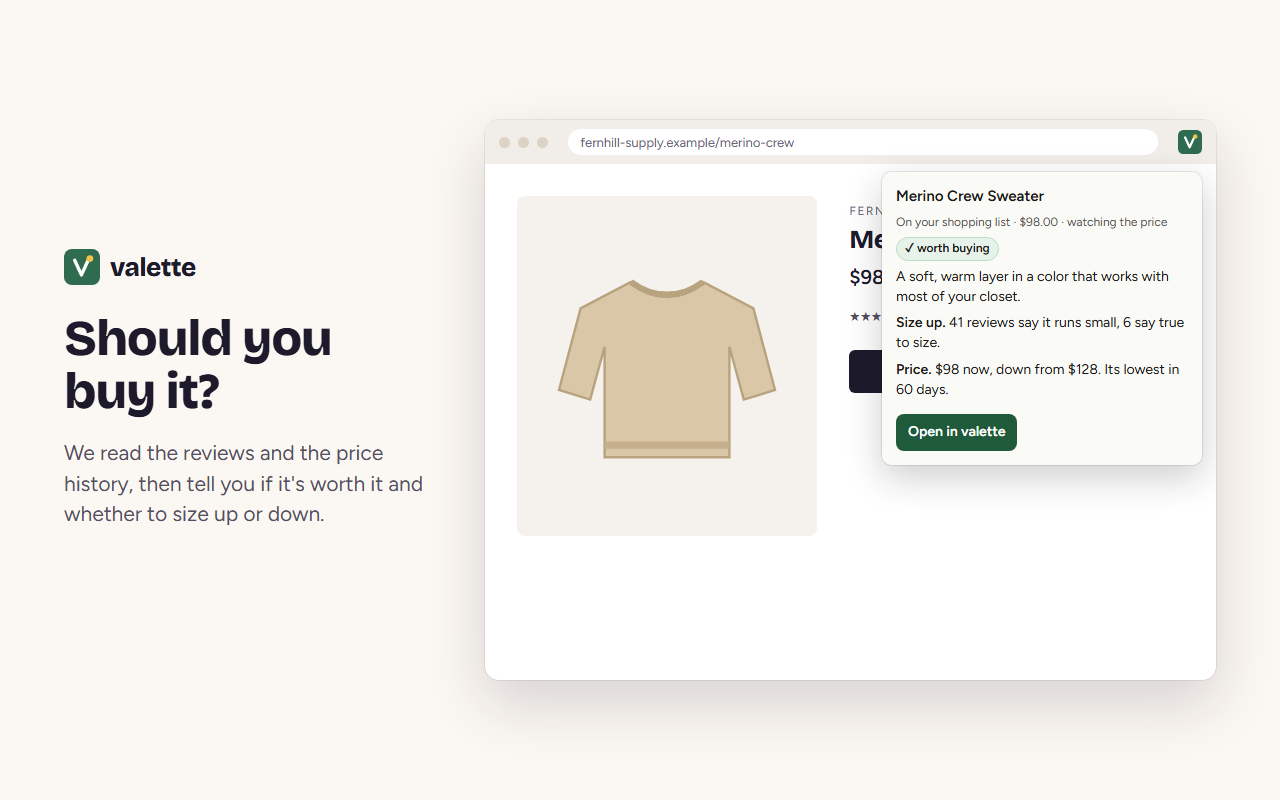 valette
Should you
buy it?
We read the reviews and the price
history, then tell you if it's worth it and
whether to size up or down.
fernhill-supply.example/merino-crew
FERN
Me
$98
★★★
Merino Crew Sweater
On your shopping list · $98.00 · watching the price
✓ worth buying
A soft, warm layer in a color that works with
most of your closet.
Size up. 41 reviews say it runs small, 6 say true
to size.
Price. $98 now, down from $128. Its lowest in
60 days.
Open in valette